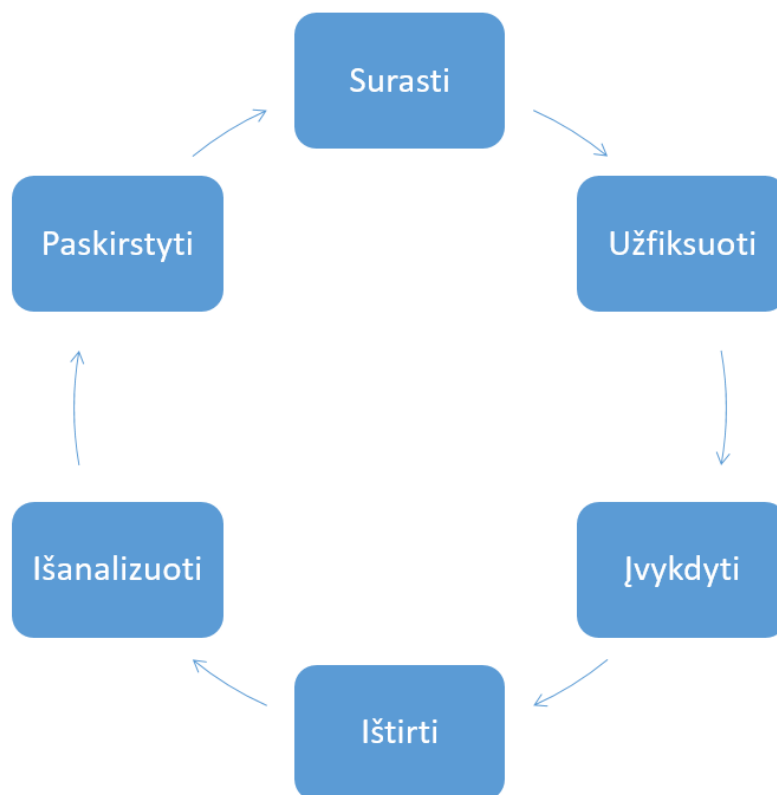 Surasti
Užfiksuoti
Įvykdyti
Ištirti
Išanalizuoti
Paskirstyti